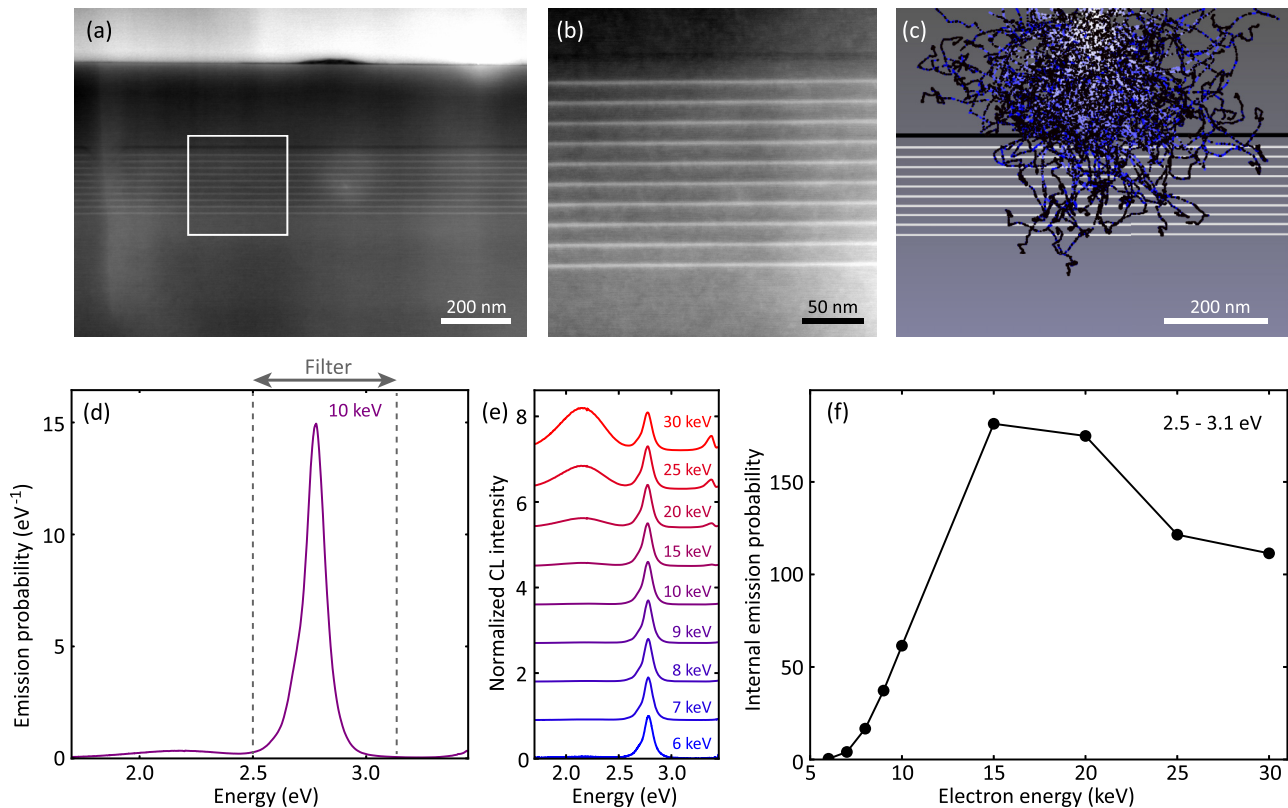 (a)
200 nm
(b)
50 nm
(c)
200 nm
Filter
(d)
10 keV
15
10
5
0
2.0
2.5
3.0
Emission probability (eV⁻¹)
Energy (eV)
(e)
8
6
4
2
0
30 keV
25 keV
20 keV
15 keV
10 keV
9 keV
8 keV
7 keV
6 keV
2.0
2.5
3.0
Normalized CL intensity
Energy (eV)
(f)
2.5 - 3.1 eV
150
100
50
0
5
10
15
20
25
30
Internal emission probability
Electron energy (keV)